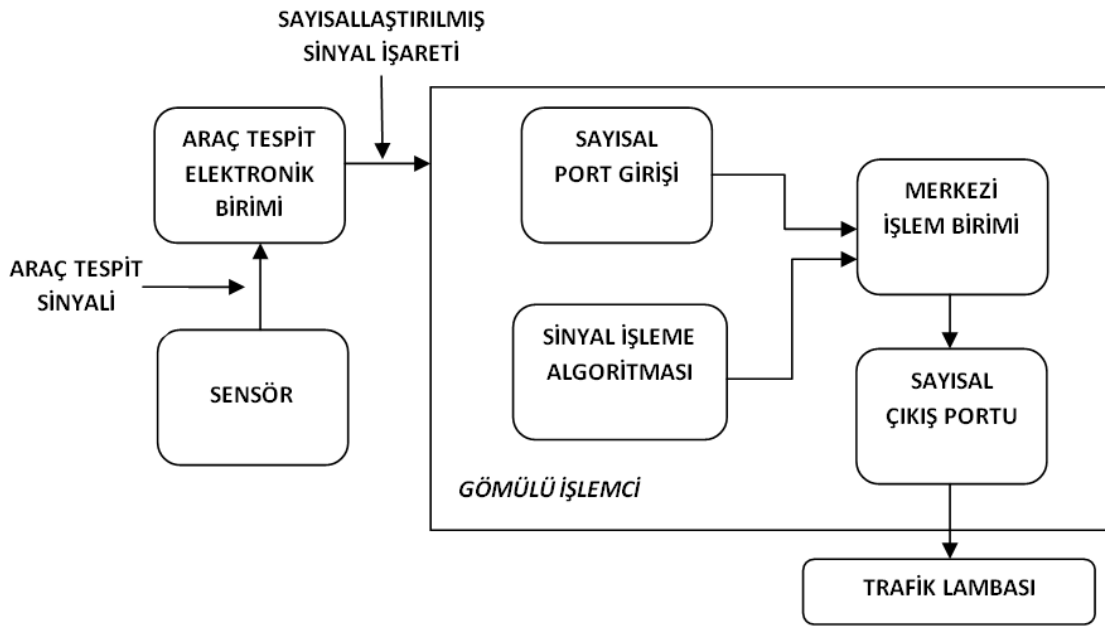 SAYISALLAŞTIRILMIŞ
SİNYAL İŞARETİ
ARAÇ TESPİT
ELEKTRONİK
BİRİMİ
SAYISAL
PORT GİRİŞİ
MERKEZİ
İŞLEM BİRİMİ
ARAÇ TESPİT
SİNYALİ
SENSÖR
SİNYAL İŞLEME
ALGORİTMASI
SAYISAL
ÇIKIŞ PORTU
GÖMÜLÜ İŞLEMCİ
TRAFİK LAMBASI